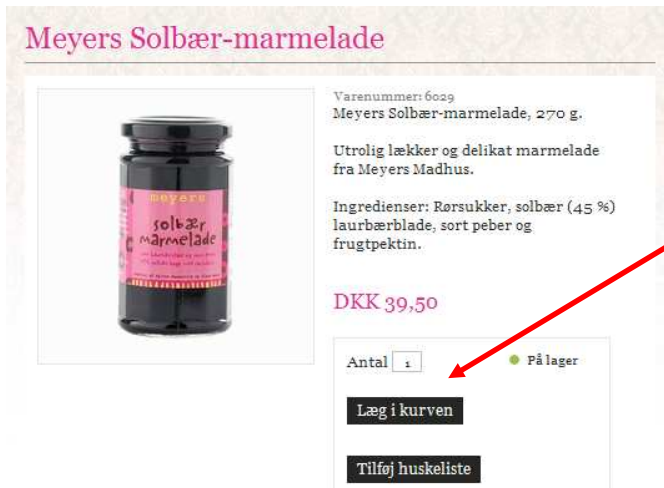 Meyers Solbær-marmelade
meyers
solbær
marmelade
Varenummer: 6029
Meyers Solbær-marmelade, 270 g.
Utrolig lækker og delikat marmelade
fra Meyers Madhus.
Ingredienser: Rørsukker, solbær (45 %)
laurbærblade, sort peber og
frugtpektin.
DKK 39,50
Antal 1
På lager
Læg i kurven
Tilføj huskeliste